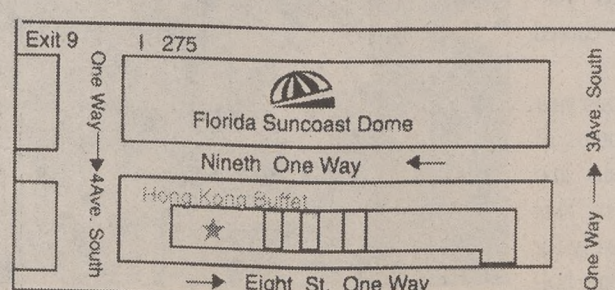 Exit 9
I 275
One Way
4Ave. South
Florida Suncoast Dome
Nineth One Way
3Ave. South
One Way
Hong Kong Buffet
Eight St. One Way